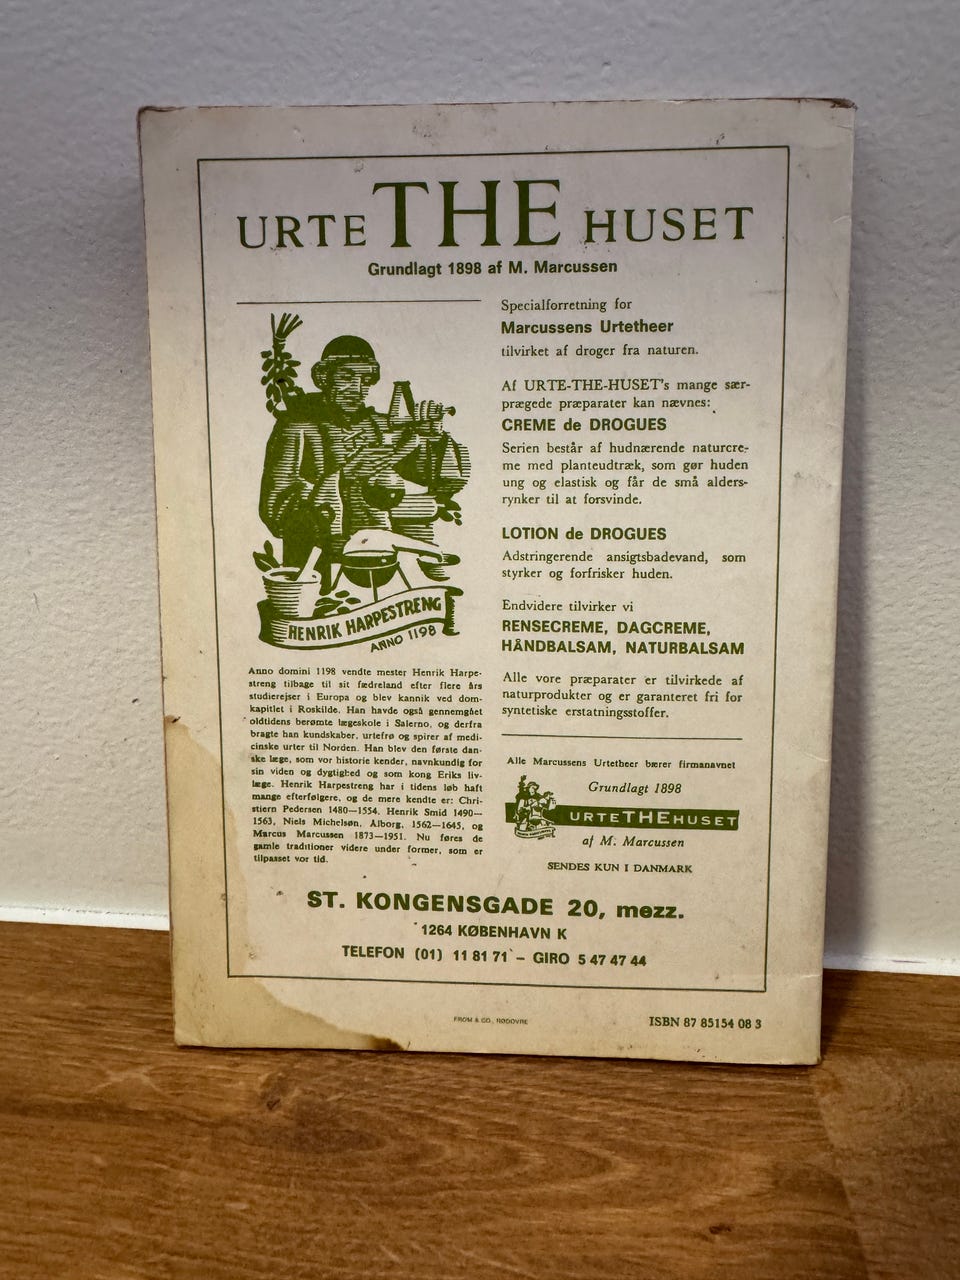 URTE THE HUSET
Grundlagt 1898 af M. Marcussen
HENRIK HARPESTRENG
ANNO 1198
Anno domini 1198 vendte mester Henrik Harpe-
streng tilbage til sit fædreland efter flere års
studierejser i Europa og blev kannik ved dom-
kapitlet i Roskilde. Han havde også gennemgået
oldtidens berømte lægeskole i Salerno, og derfra
bragte han kundskaber, urtefrø og spirer af medi-
cinske urter til Norden. Han blev den første dan-
ske læge, som vor historie kender, navnkundig for
sin viden og dygtighed og som kong Eriks liv-
læge. Henrik Harpestreng har i tidens løb haft
mange efterfølgere, og de mere kendte er: Chri-
stiern Pedersen 1480—1554, Henrik Smid 1490—
1563, Niels Michelsøn, Alborg, 1562—1645, og
Marcus Marcussen 1873—1951. Nu føres de
gamle traditioner videre under former, som er
tilpasset vor tid.
Specialforretning for
Marcussens Urtetheer
tilvirket af droger fra naturen.
Af URTE-THE-HUSET's mange sær-
prægede præparater kan nævnes:
CREME de DROGUES
Serien består af hudnærende naturcre-
me med planteudtræk, som gør huden
ung og elastisk og får de små alders-
rynker til at forsvinde.
LOTION de DROGUES
Adstringerende ansigtsbadevand, som
styrker og forfrisker huden.
Endvidere tilvirker vi
RENSECREME, DAGCREME,
HÅNDBALSAM, NATURBALSAM
Alle vore præparater er tilvirkede af
naturprodukter og er garanteret fri for
syntetiske erstatningsstoffer.
Alle Marcussens Urtetheer bærer firmanavnet
Grundlagt 1898
URTETHEHUSET
af M. Marcussen
SENDES KUN I DANMARK
ST. KONGENSGADE 20, mezz.
1264 KØBENHAVN K
TELEFON (01) 11 81 71 – GIRO 5 47 47 44
FROM & CO., RØDOVRE
ISBN 87 85154 08 3